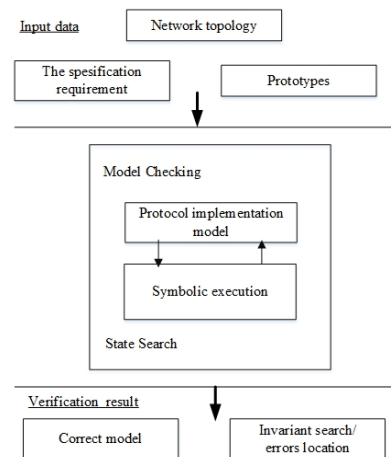 Input data
Network topology
The spesification
requirement
Prototypes
Model Checking
Protocol implementation
model
Symbolic execution
State Search
Verification result
Correct model
Invariant search/
errors location